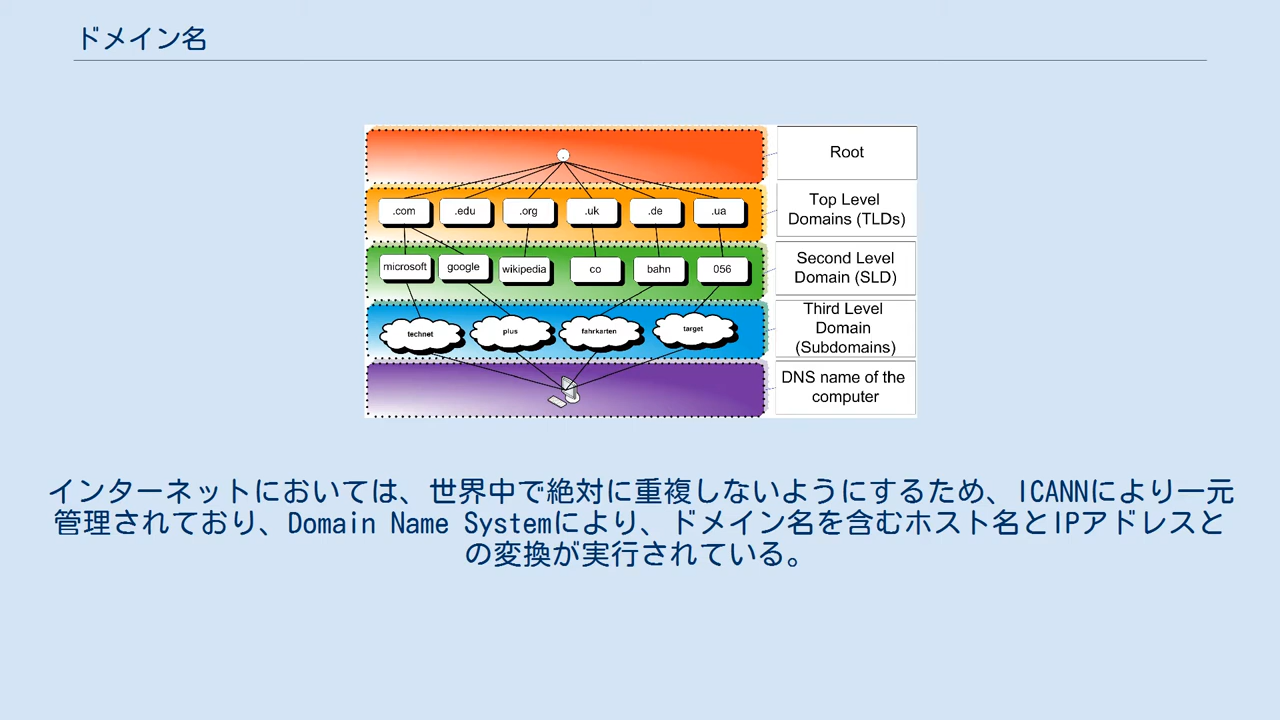 ドメイン名
Root
.com .edu .org .uk .de .ua
Top Level
Domains (TLDs)
microsoft google wikipedia co bahn 056
Second Level
Domain (SLD)
technet plus fahrkarten target
Third Level
Domain
(Subdomains)
DNS name of the
computer
インターネットにおいては、世界中で絶対に重複しないようにするため、ICANNにより一元
管理されており、Domain Name Systemにより、ドメイン名を含むホスト名とIPアドレスと
の変換が実行されている。